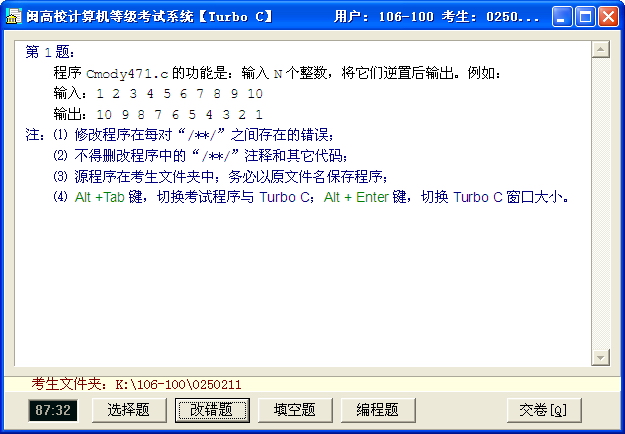 闽高校计算机等级考试系统【Turbo C】 用户: 106-100 考生: 0250...
第 1 题:
程序 Cmody471.c 的功能是: 输入 N 个整数, 将它们逆置后输出。例如:
输入: 1 2 3 4 5 6 7 8 9 10
输出: 10 9 8 7 6 5 4 3 2 1
注: ⑴ 修改程序在每对“/**/”之间存在的错误;
⑵ 不得删改程序中的“/**/”注释和其它代码;
⑶ 源程序在考生文件夹中; 务必以原文件名保存程序;
⑷ Alt +Tab 键, 切换考试程序与 Turbo C; Alt + Enter 键, 切换 Turbo C 窗口大小。
考生文件夹: K:\106-100\0250211
87:32 选择题 改错题 填空题 编程题 交卷[Q]